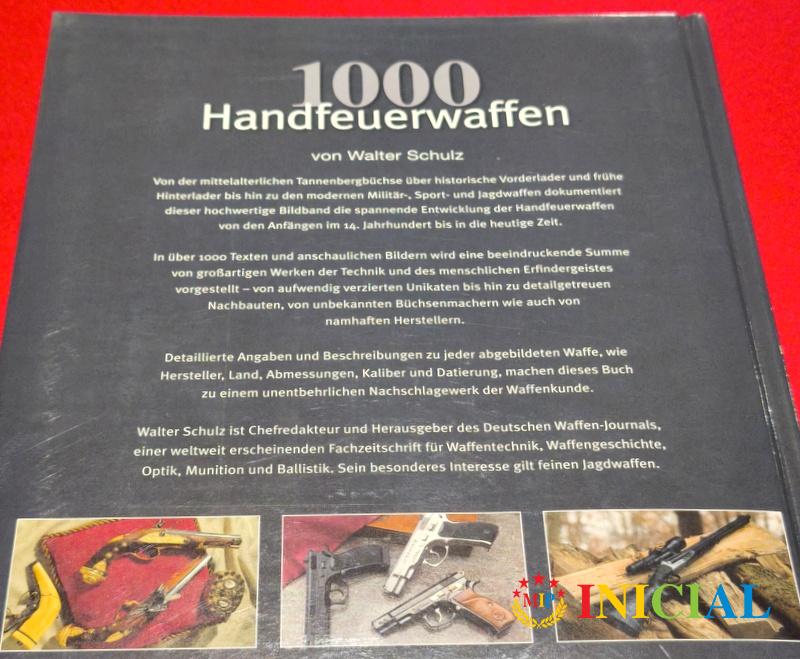 1000
Handfeuerwaffen
von Walter Schulz
Von der mittelalterlichen Tannenbergbüchse über historische Vorderlader und frühe
Hinterlader bis hin zu den modernen Militär-, Sport- und Jagdwaffen dokumentiert
dieser hochwertige Bildband die spannende Entwicklung der Handfeuerwaffen
von den Anfängen im 14. Jahrhundert bis in die heutige Zeit.
In über 1000 Texten und anschaulichen Bildern wird eine beeindruckende Summe
von großartigen Werken der Technik und des menschlichen Erfindergeistes
vorgestellt – von aufwendig verzierten Unikaten bis hin zu detailgetreuen
Nachbauten, von unbekannten Büchsenmachern wie auch von
namhaften Herstellern.
Detaillierte Angaben und Beschreibungen zu jeder abgebildeten Waffe, wie
Hersteller, Land, Abmessungen, Kaliber und Datierung, machen dieses Buch
zu einem unentbehrlichen Nachschlagewerk der Waffenkunde.
Walter Schulz ist Chefredakteur und Herausgeber des Deutschen Waffen-Journals,
einer weltweit erscheinenden Fachzeitschrift für Waffentechnik, Waffengeschichte,
Optik, Munition und Ballistik. Sein besonderes Interesse gilt feinen Jagdwaffen.
MIP INICIAL